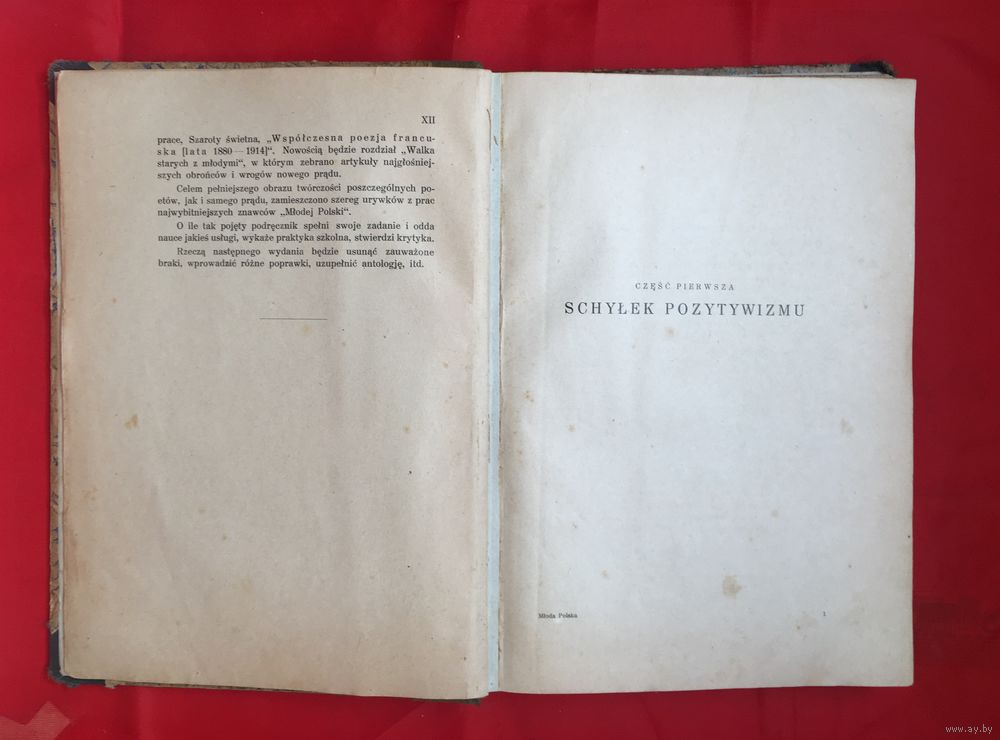 XII
prace, Szaroty świetna, „Współczesna poezja francu-
ska [lata 1880—1914]“. Nowością będzie rozdział „Walka
starych z młodymi“, w którym zebrano artykuły najgłośniej-
szych obrońców i wrogów nowego prądu.
Celem pełniejszego obrazu twórczości poszczególnych po-
etów, jak i samego prądu, zamieszczono szereg urywków z prac
najwybitniejszych znawców „Młodej Polski“.
O ile tak pojęty podręcznik spełni swoje zadanie i odda
nauce jakieś usługi, wykaże praktyka szkolna, stwierdzi krytyka.
Rzeczą następnego wydania będzie usunąć zauważone
braki, wprowadzić różne poprawki, uzupełnić antologję, itd.
CZĘŚĆ PIERWSZA
SCHYŁEK POZYTYWIZMU
Młoda Polska 1
www.ay.by